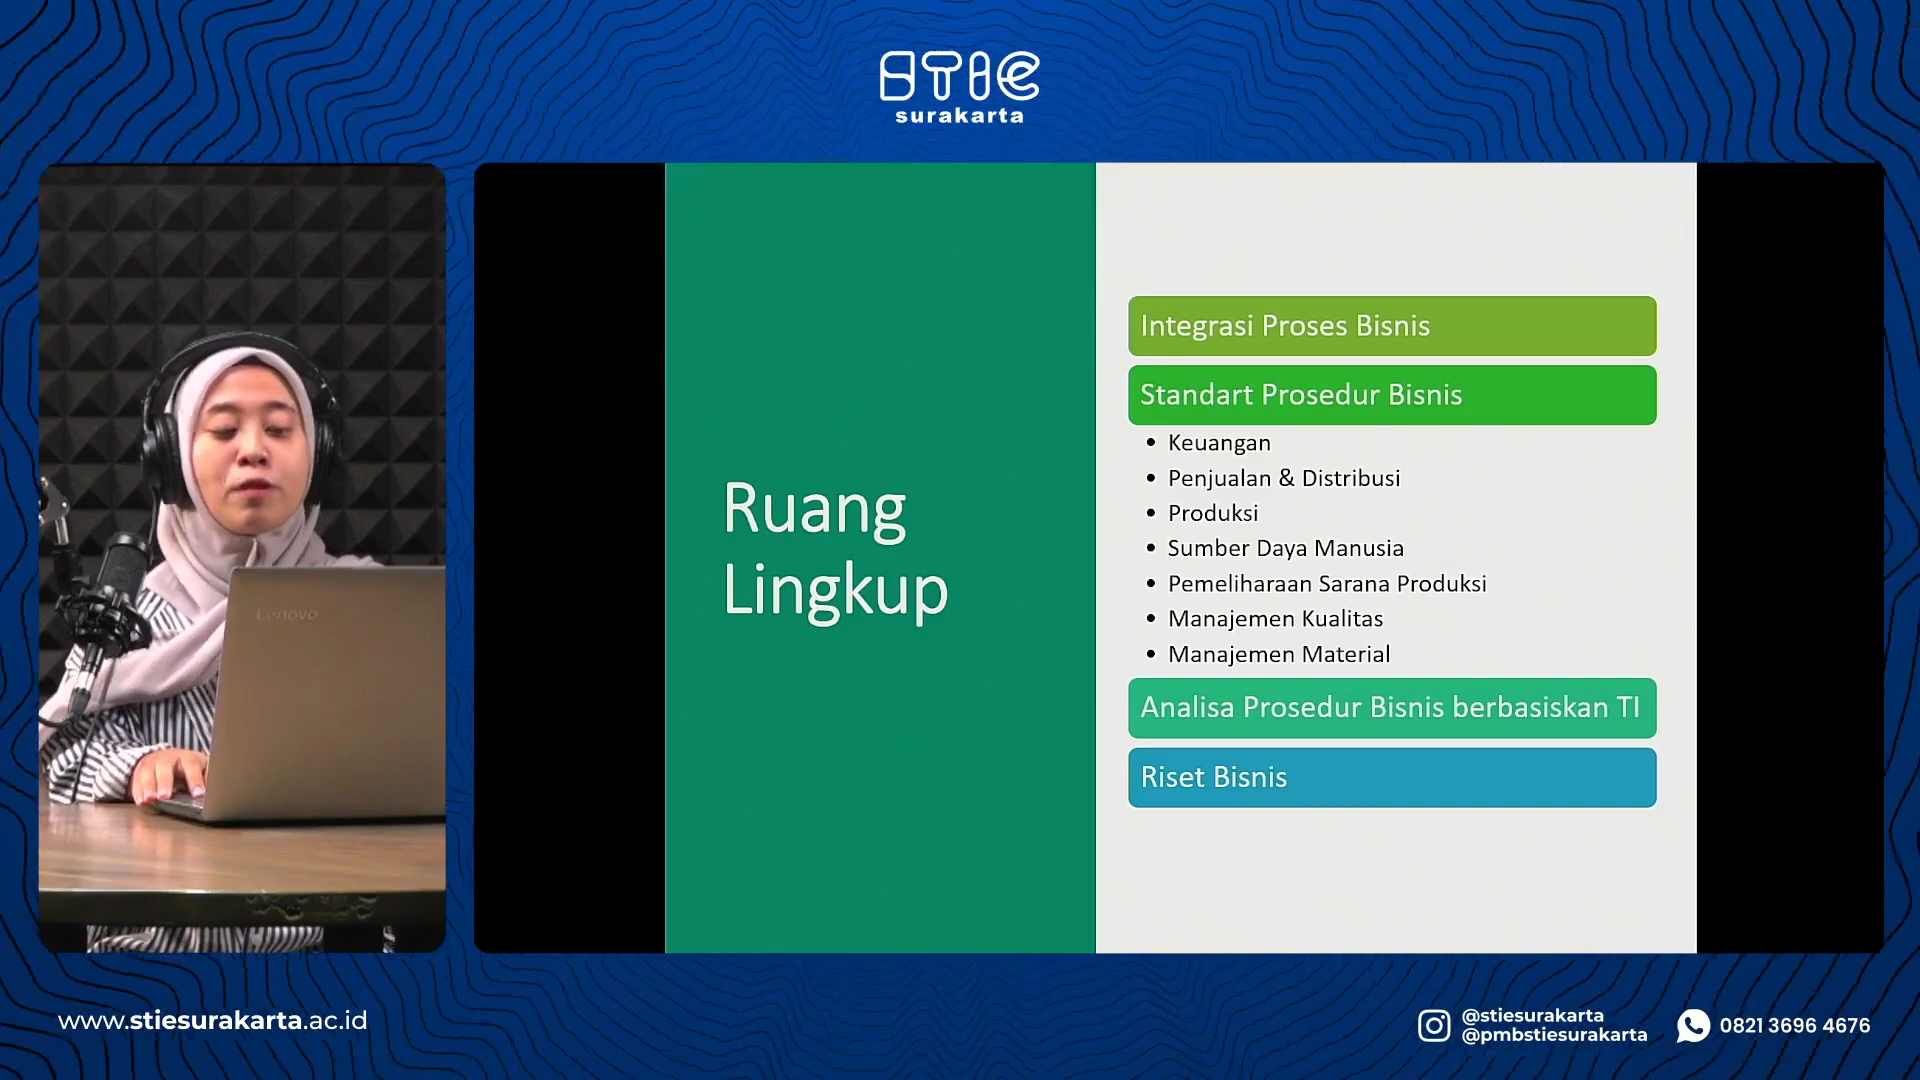 STIE
surakarta
Lenovo
Ruang
Lingkup
Integrasi Proses Bisnis
Standart Prosedur Bisnis
• Keuangan
• Penjualan & Distribusi
• Produksi
• Sumber Daya Manusia
• Pemeliharaan Sarana Produksi
• Manajemen Kualitas
• Manajemen Material
Analisa Prosedur Bisnis berbasiskan TI
Riset Bisnis
www.stiesurakarta.ac.id
@stiesurakarta
@pmbstiesurakarta
0821 3696 4676